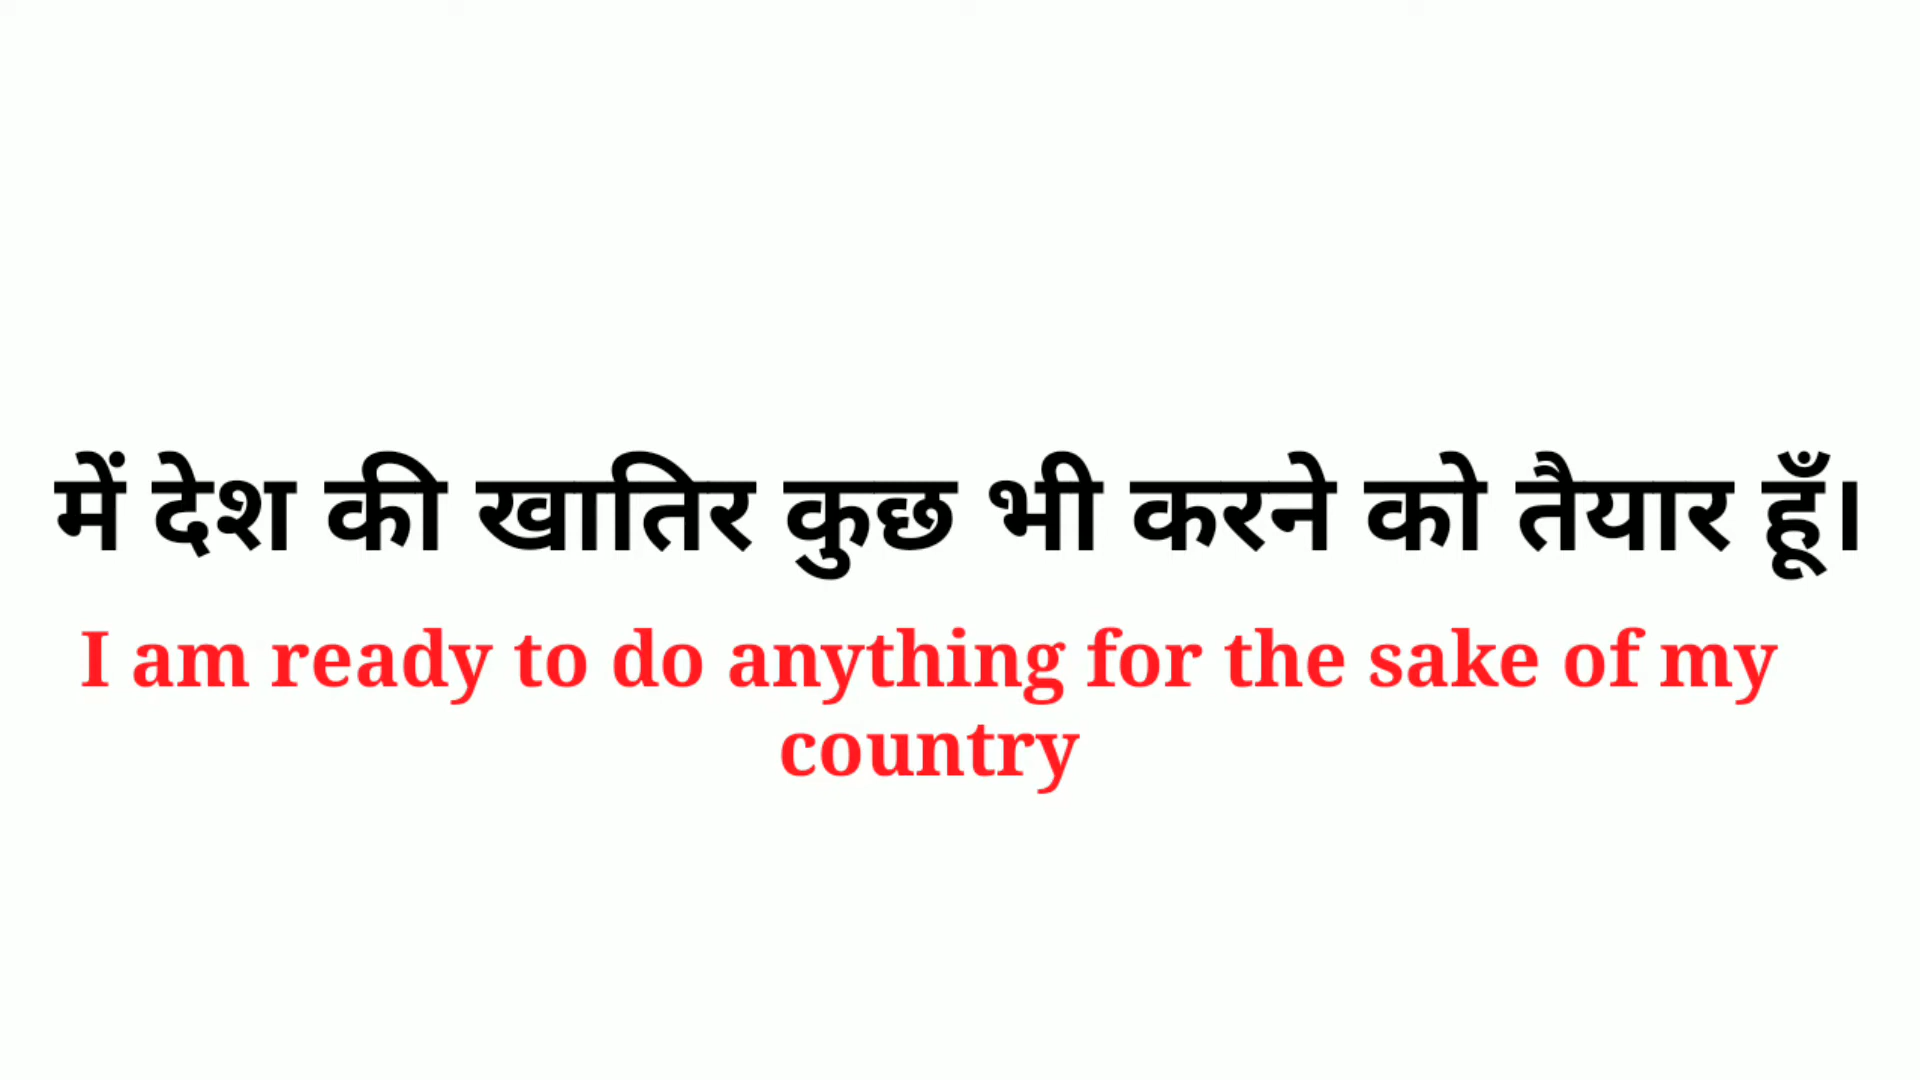 में देश की खातिर कुछ भी करने को तैयार हूँ।
I am ready to do anything for the sake of my
country